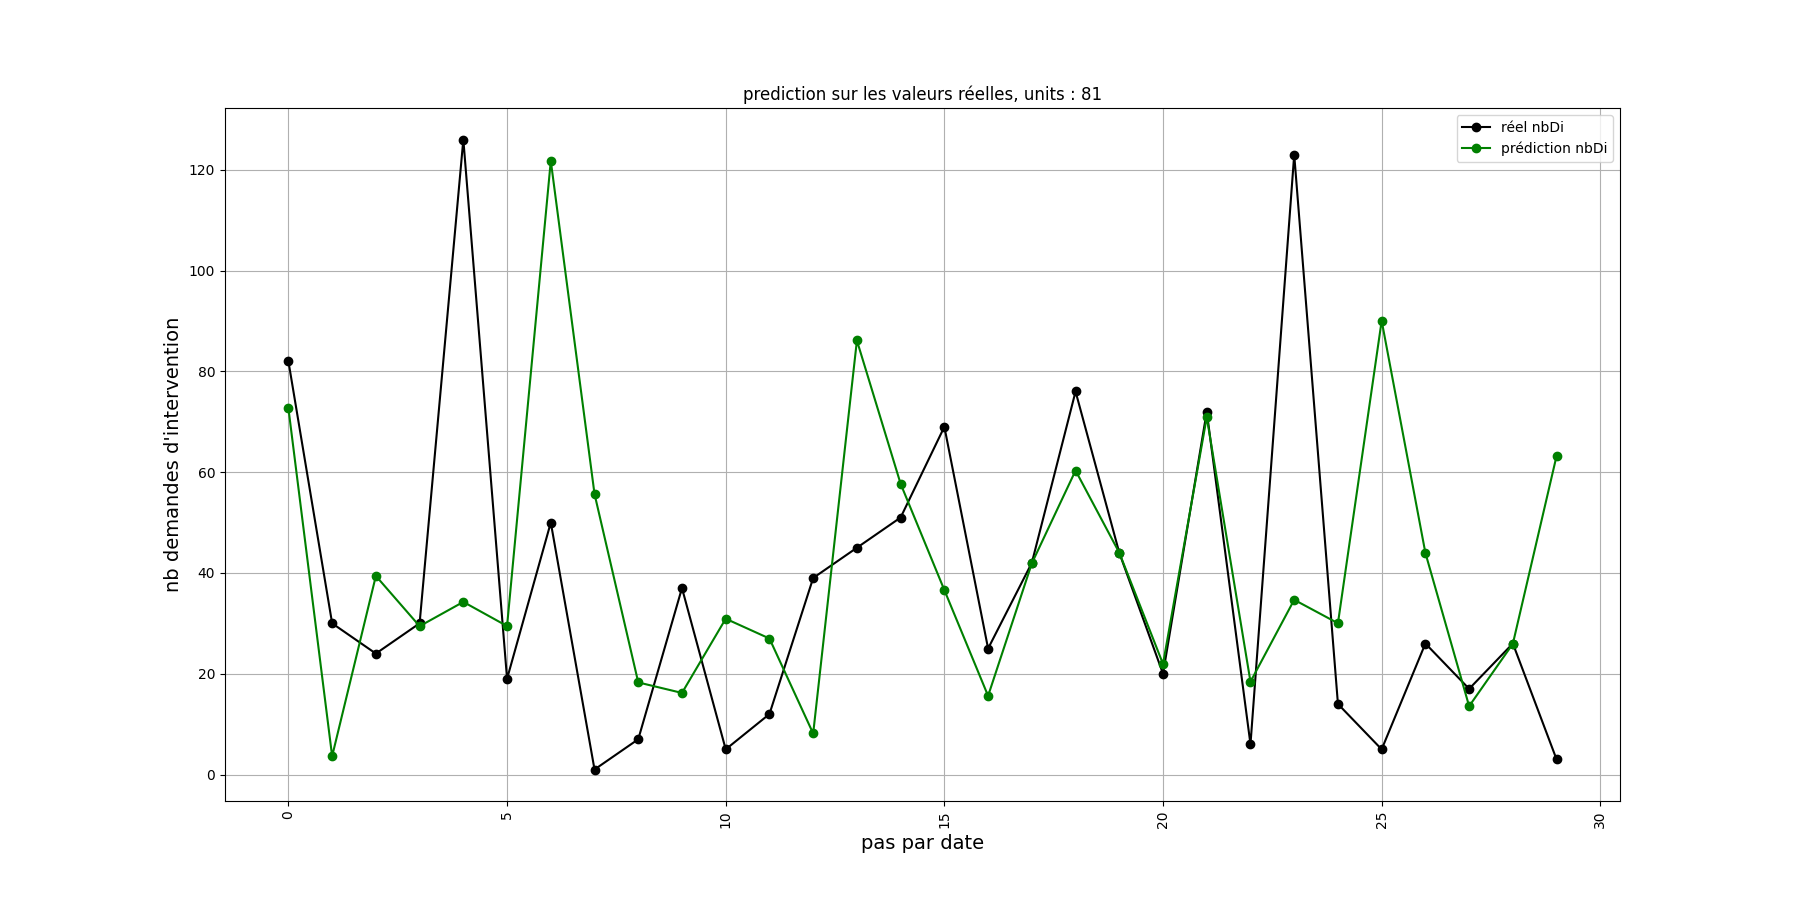 prediction sur les valeurs réelles, units : 81
réel nbDi
prédiction nbDi
120
100
80
60
40
20
0
nb demandes d'intervention
0
5
10
15
20
25
30
pas par date